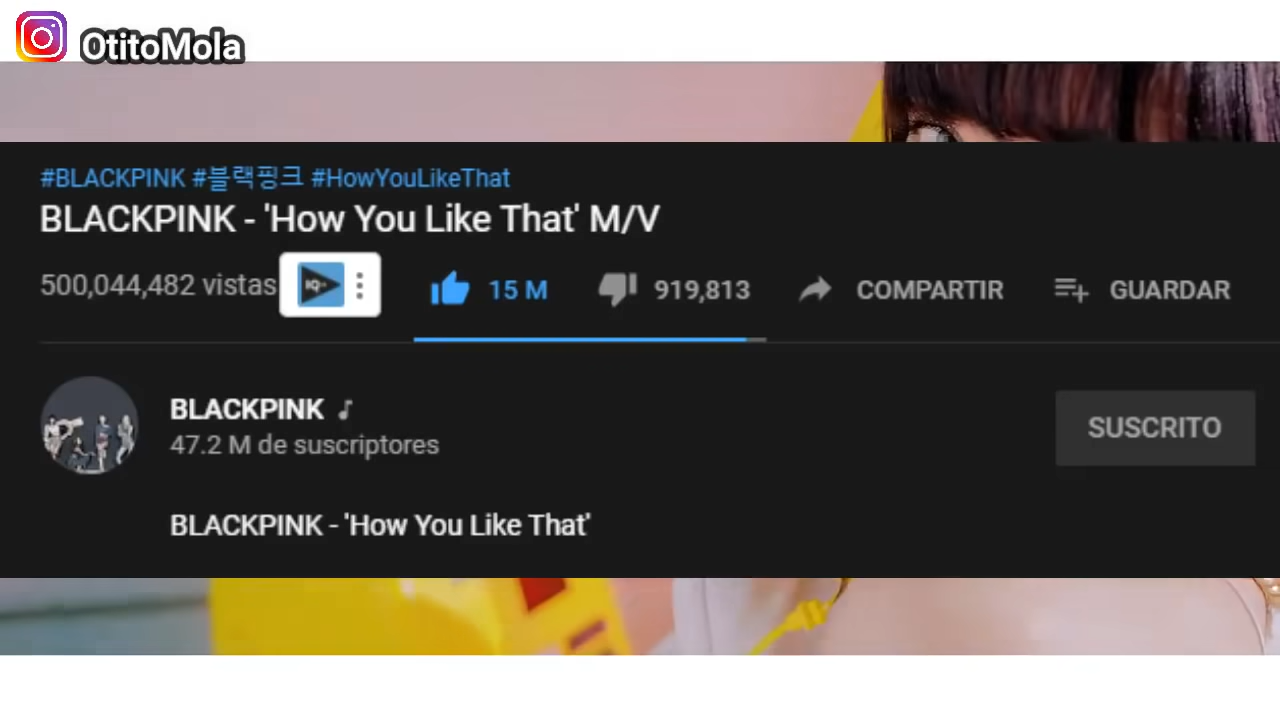 OtitoMola
#BLACKPINK #블랙핑크 #HowYouLikeThat
BLACKPINK - 'How You Like That' M/V
500,044,482 vistas IQ 15 M 919,813 COMPARTIR GUARDAR
BLACKPINK
47.2 M de suscriptores
SUSCRITO
BLACKPINK - 'How You Like That'